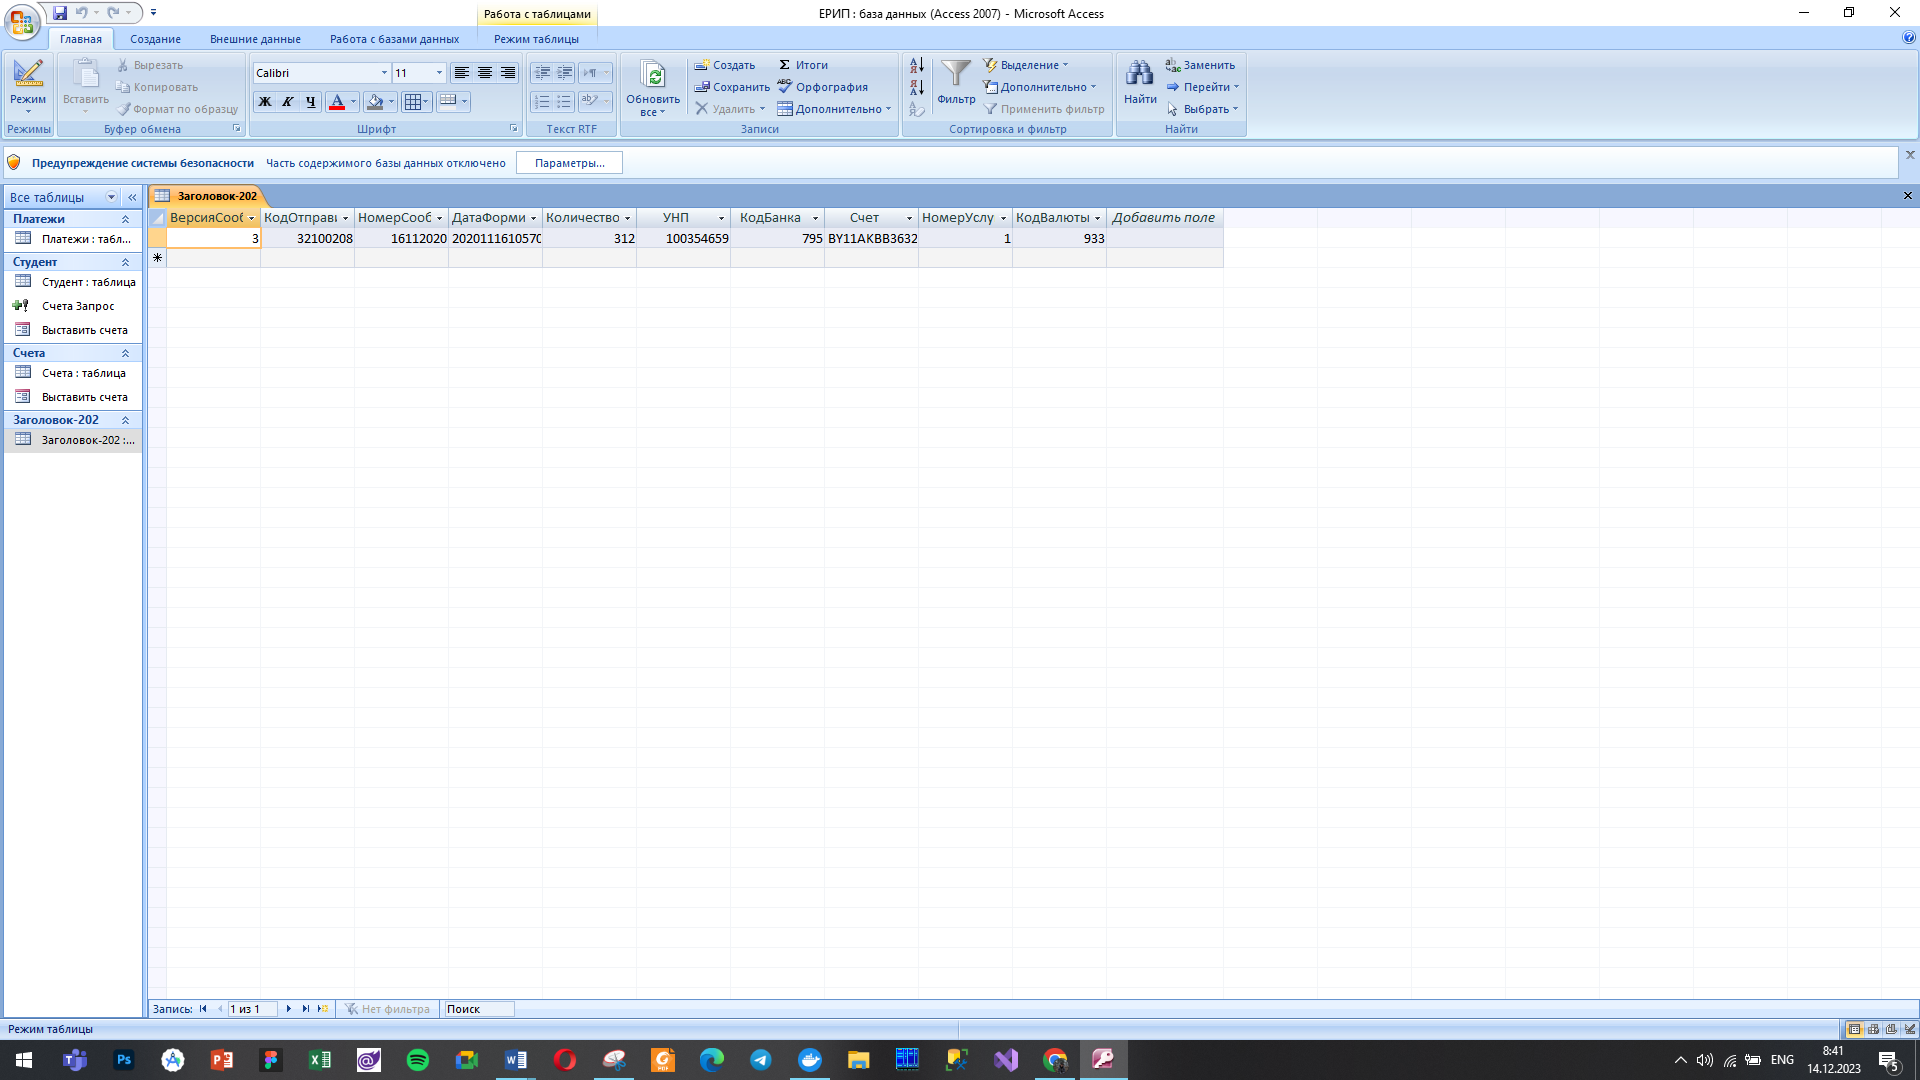 Работа с таблицами
ЕРИП : база данных (Access 2007) - Microsoft Access
Главная Создание Внешние данные Работа с базами данных Режим таблицы
Режим
Режимы
Вставить
Вырезать
Копировать
Формат по образцу
Буфер обмена
Calibri 11
Ж К Ч А
Шрифт
Текст RTF
Обновить все
Создать
Сохранить
Удалить
Σ Итоги
Орфография
Дополнительно
Записи
Фильтр
Выделение
Дополнительно
Применить фильтр
Сортировка и фильтр
Найти
Заменить
Перейти
Выбрать
Найти
Предупреждение системы безопасности Часть содержимого базы данных отключено Параметры...
Все таблицы
Платежи
Платежи : табл...
Студент
Студент : таблица
Счета Запрос
Выставить счета
Счета
Счета : таблица
Выставить счета
Заголовок-202
Заголовок-202 :...
Заголовок-202
ВерсияСооб КодОтправи НомерСооб ДатаФорми Количество УНП КодБанка Счет НомерУслу КодВалюты Добавить поле
3 32100208 16112020 2020111610570 312 100354659 795 BY11AKBB3632 1 933
Запись: 1 из 1 Нет фильтра Поиск
Режим таблицы
ENG
8:41
14.12.2023
5